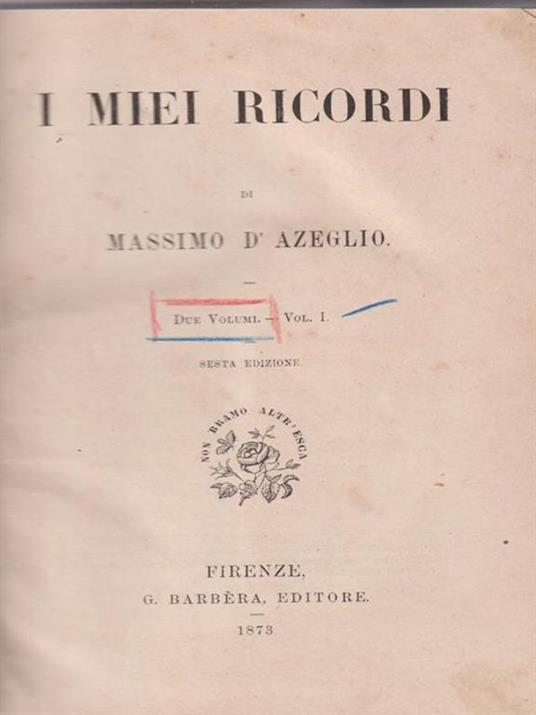 I MIEI RICORDI
DI
MASSIMO D' AZEGLIO.
DUE VOLUMI. — VOL. I.
SESTA EDIZIONE.
NON BRAMO ALTR'ESCA
FIRENZE,
G. BARBÈRA, EDITORE.
1873.